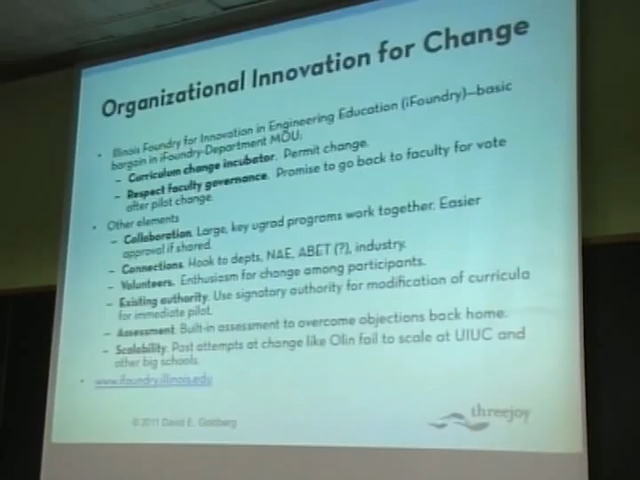 Organizational Innovation for Change
• Illinois Foundry for Innovation in Engineering Education (iFoundry)—basic
bargain in iFoundry-Department MOU:
– Curriculum change incubator. Permit change.
– Respect faculty governance. Promise to go back to faculty for vote
after pilot change.
• Other elements
– Collaboration. Large, key ugrad programs work together. Easier
approval if shared.
– Connections. Hook to depts, NAE, ABET (?), industry.
– Volunteers. Enthusiasm for change among participants.
– Existing authority. Use signatory authority for modification of curricula
for immediate pilot.
– Assessment. Built-in assessment to overcome objections back home.
– Scalability. Past attempts at change like Olin fail to scale at UIUC and
other big schools.
• www.ifoundry.illinois.edu
© 2011 David E. Goldberg
threejoy